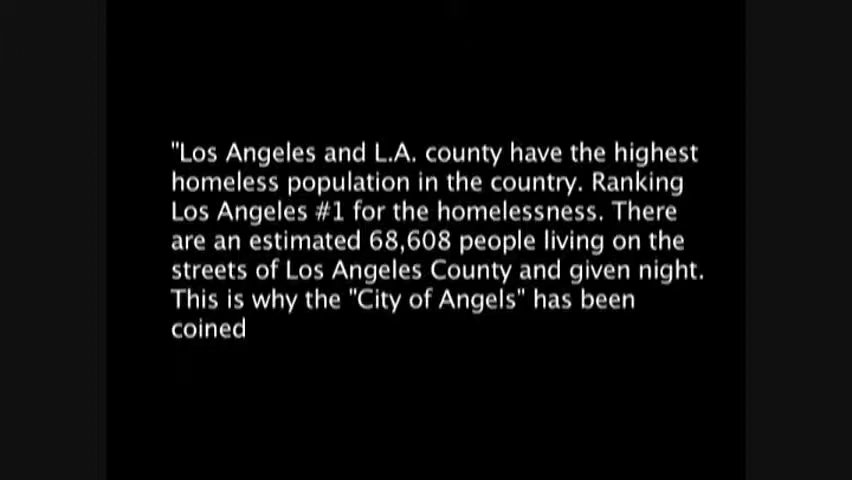 "Los Angeles and L.A. county have the highest
homeless population in the country. Ranking
Los Angeles #1 for the homelessness. There
are an estimated 68,608 people living on the
streets of Los Angeles County and given night.
This is why the "City of Angels" has been
coined